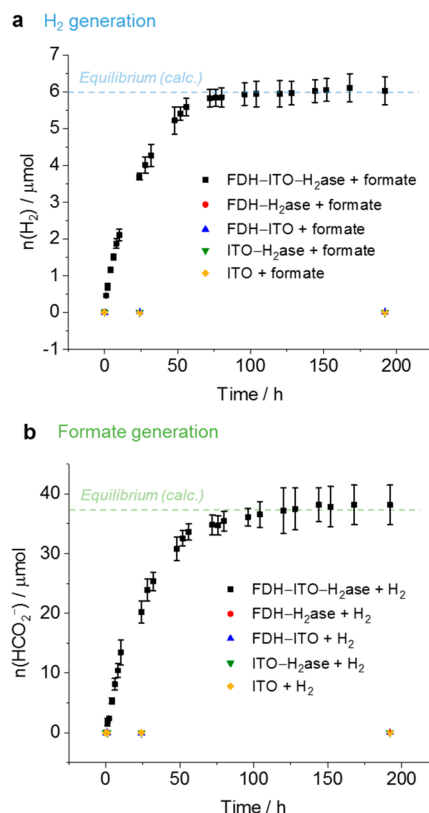 a H₂ generation
n(H₂) / μmol
7
6
5
4
3
2
1
0
-1
Equilibrium (calc.)
FDH–ITO–H₂ase + formate
FDH–H₂ase + formate
FDH–ITO + formate
ITO–H₂ase + formate
ITO + formate
0 50 100 150 200
Time / h
b Formate generation
n(HCO₂⁻) / μmol
40
30
20
10
0
Equilibrium (calc.)
FDH–ITO–H₂ase + H₂
FDH–H₂ase + H₂
FDH–ITO + H₂
ITO–H₂ase + H₂
ITO + H₂
0 50 100 150 200
Time / h